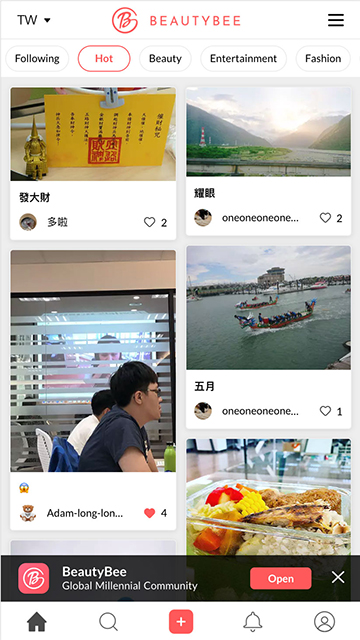 TW
BEAUTYBEE
Following
Hot
Beauty
Entertainment
Fashion
發大財
多啦
2
耀眼
oneoneoneone...
2
五月
oneoneoneone...
1
😱
Adam-long-lon...
4
BeautyBee
Global Millennial Community
Open